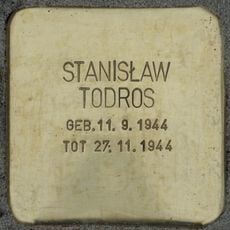 STANISŁAW
TODROS
GEB. 11. 9. 1944
TOT 27. 11. 1944